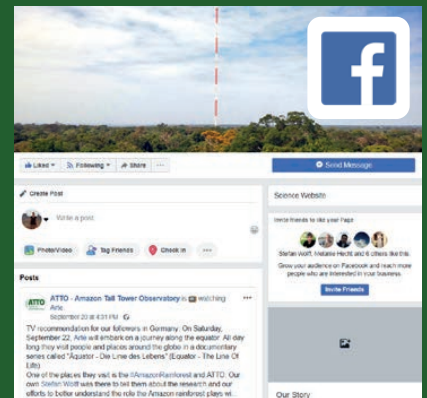 f
Liked Following Share ...
Send Message
Create Post
Write a post
Photo/Video Tag Friends Check in ...
Posts
ATTO - Amazon Tall Tower Observatory is watching
Arte.
September 20 at 4:31 PM
TV recommendation for our followers in Germany: On Saturday,
September 22, Arte will embark on a journey along the equator. All day
long they visit people and places around the globe in a documentary
series called "Äquator - Die Linie des Lebens" (Equator - The Line Of
Life).
One of the places they visit is the #AmazonRainforest and ATTO. Our
own Stefan Wolff was there to tell them about the research and our
efforts to better understand the role the Amazon rainforest plays wi...
Science Website
Invite friends to like your Page
Stefan Wolff, Melanie Hecht and 6 others like this.
Grow your audience on Facebook and reach more
people who are interested in your business.
Invite Friends
Our Story